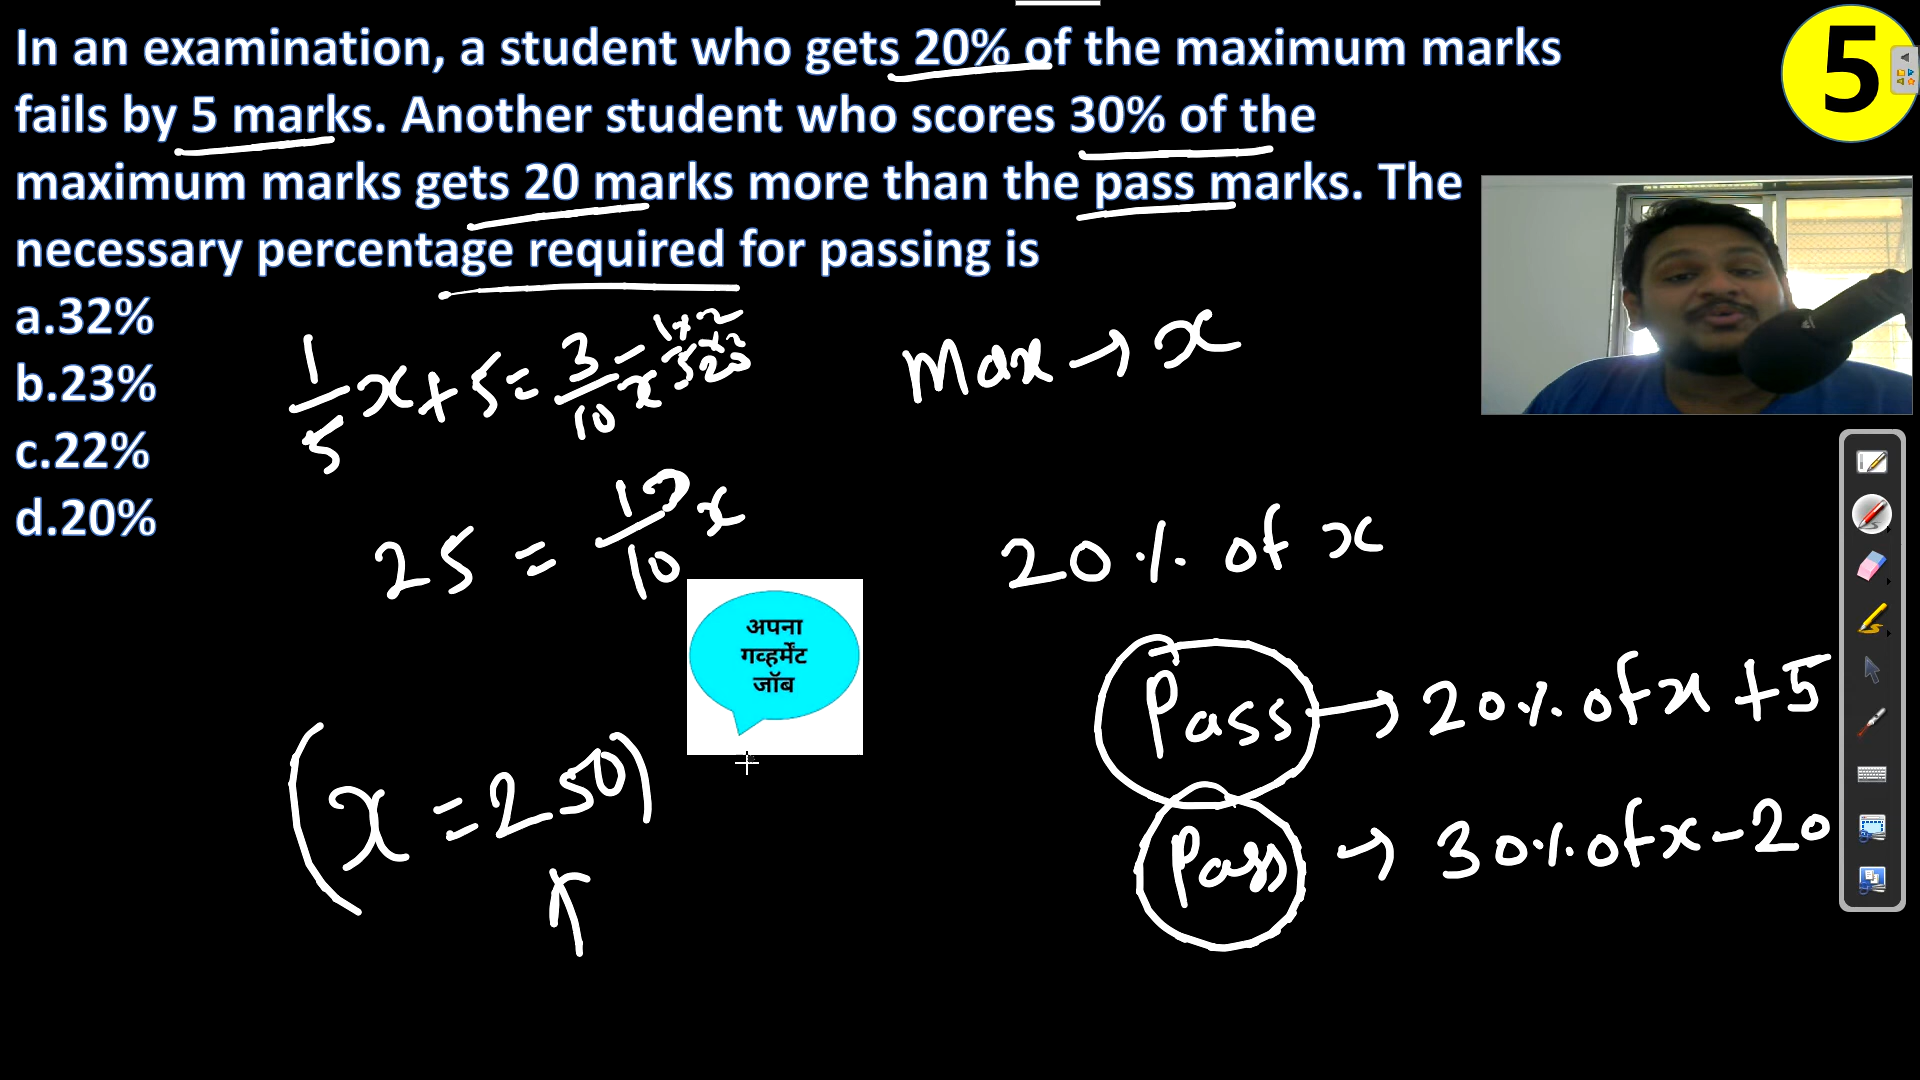 In an examination, a student who gets 20% of the maximum marks
fails by 5 marks. Another student who scores 30% of the
maximum marks gets 20 marks more than the pass marks. The
necessary percentage required for passing is
a.32%
b.23%
c.22%
d.20%
5
1/5 x + 5 = 3/10 x - 20
Max → x
25 = 1/10 x
20% of x
अपना
गव्हर्मेंट
जॉब
Pass → 20% of x + 5
(x = 250)
Pass → 30% of x - 20